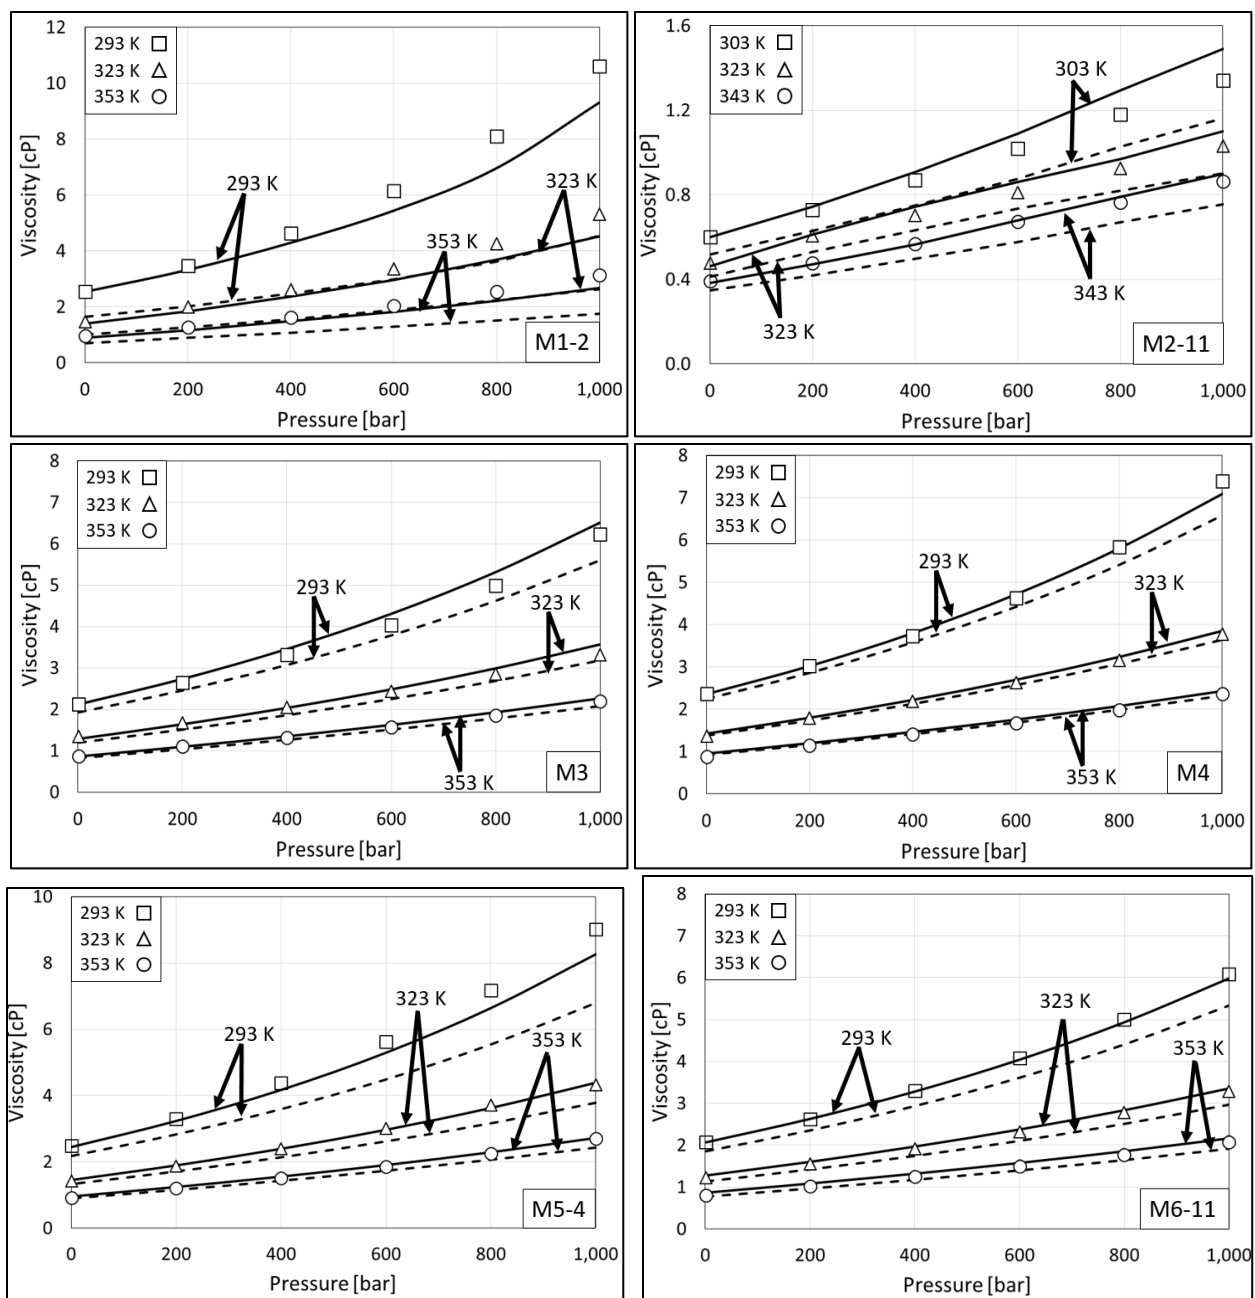 12
10
8
6
4
2
0
Viscosity [cP]
293 K
323 K
353 K
293 K
323 K
353 K
M1-2
0 200 400 600 800 1,000
Pressure [bar]
1.6
1.2
0.8
0.4
0.0
Viscosity [cP]
303 K
323 K
343 K
303 K
323 K
343 K
M2-11
0 200 400 600 800 1,000
Pressure [bar]
8
7
6
5
4
3
2
1
0
Viscosity [cP]
293 K
323 K
353 K
293 K
323 K
353 K
M3
0 200 400 600 800 1,000
Pressure [bar]
8
7
6
5
4
3
2
1
0
Viscosity [cP]
293 K
323 K
353 K
293 K
323 K
353 K
M4
0 200 400 600 800 1,000
Pressure [bar]
10
8
6
4
2
0
Viscosity [cP]
293 K
323 K
353 K
293 K
323 K
353 K
M5-4
0 200 400 600 800 1,000
Pressure [bar]
8
7
6
5
4
3
2
1
0
Viscosity [cP]
293 K
323 K
353 K
293 K
323 K
353 K
M6-11
0 200 400 600 800 1,000
Pressure [bar]